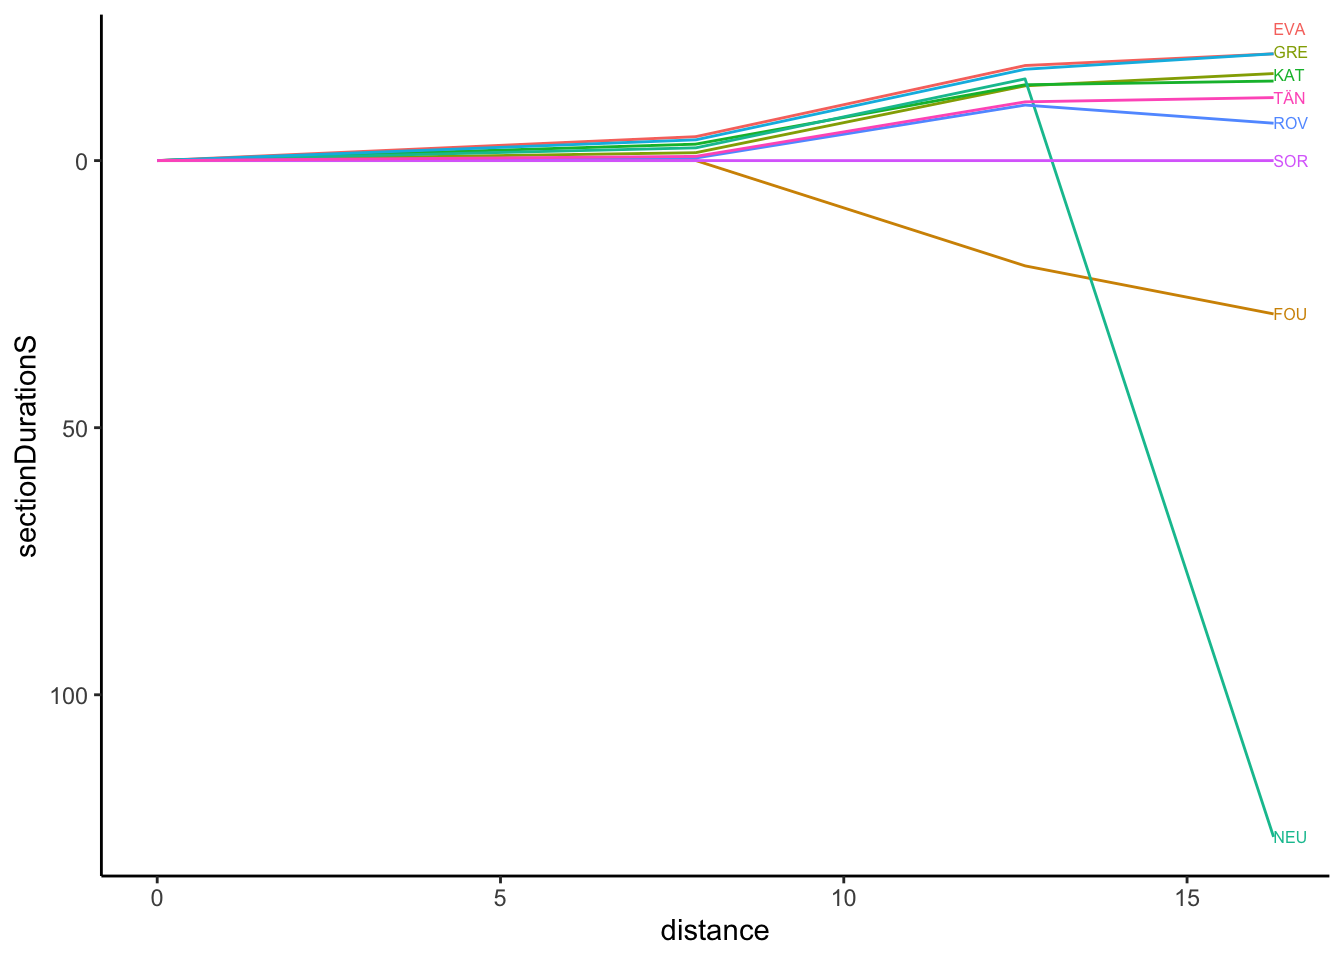 EVA
GRE
KAT
TÄN
ROV
0
SOR
FOU
sectionDurationS
50
100
NEU
0
5
10
15
distance